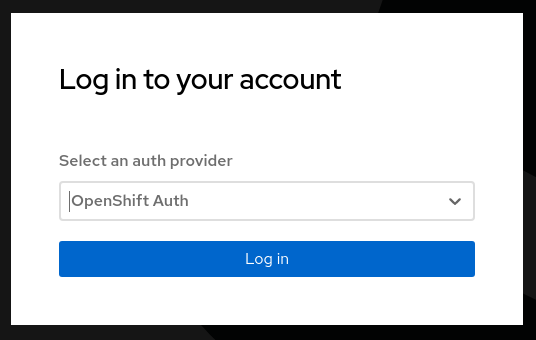 Log in to your account
Select an auth provider
OpenShift Auth
Log in